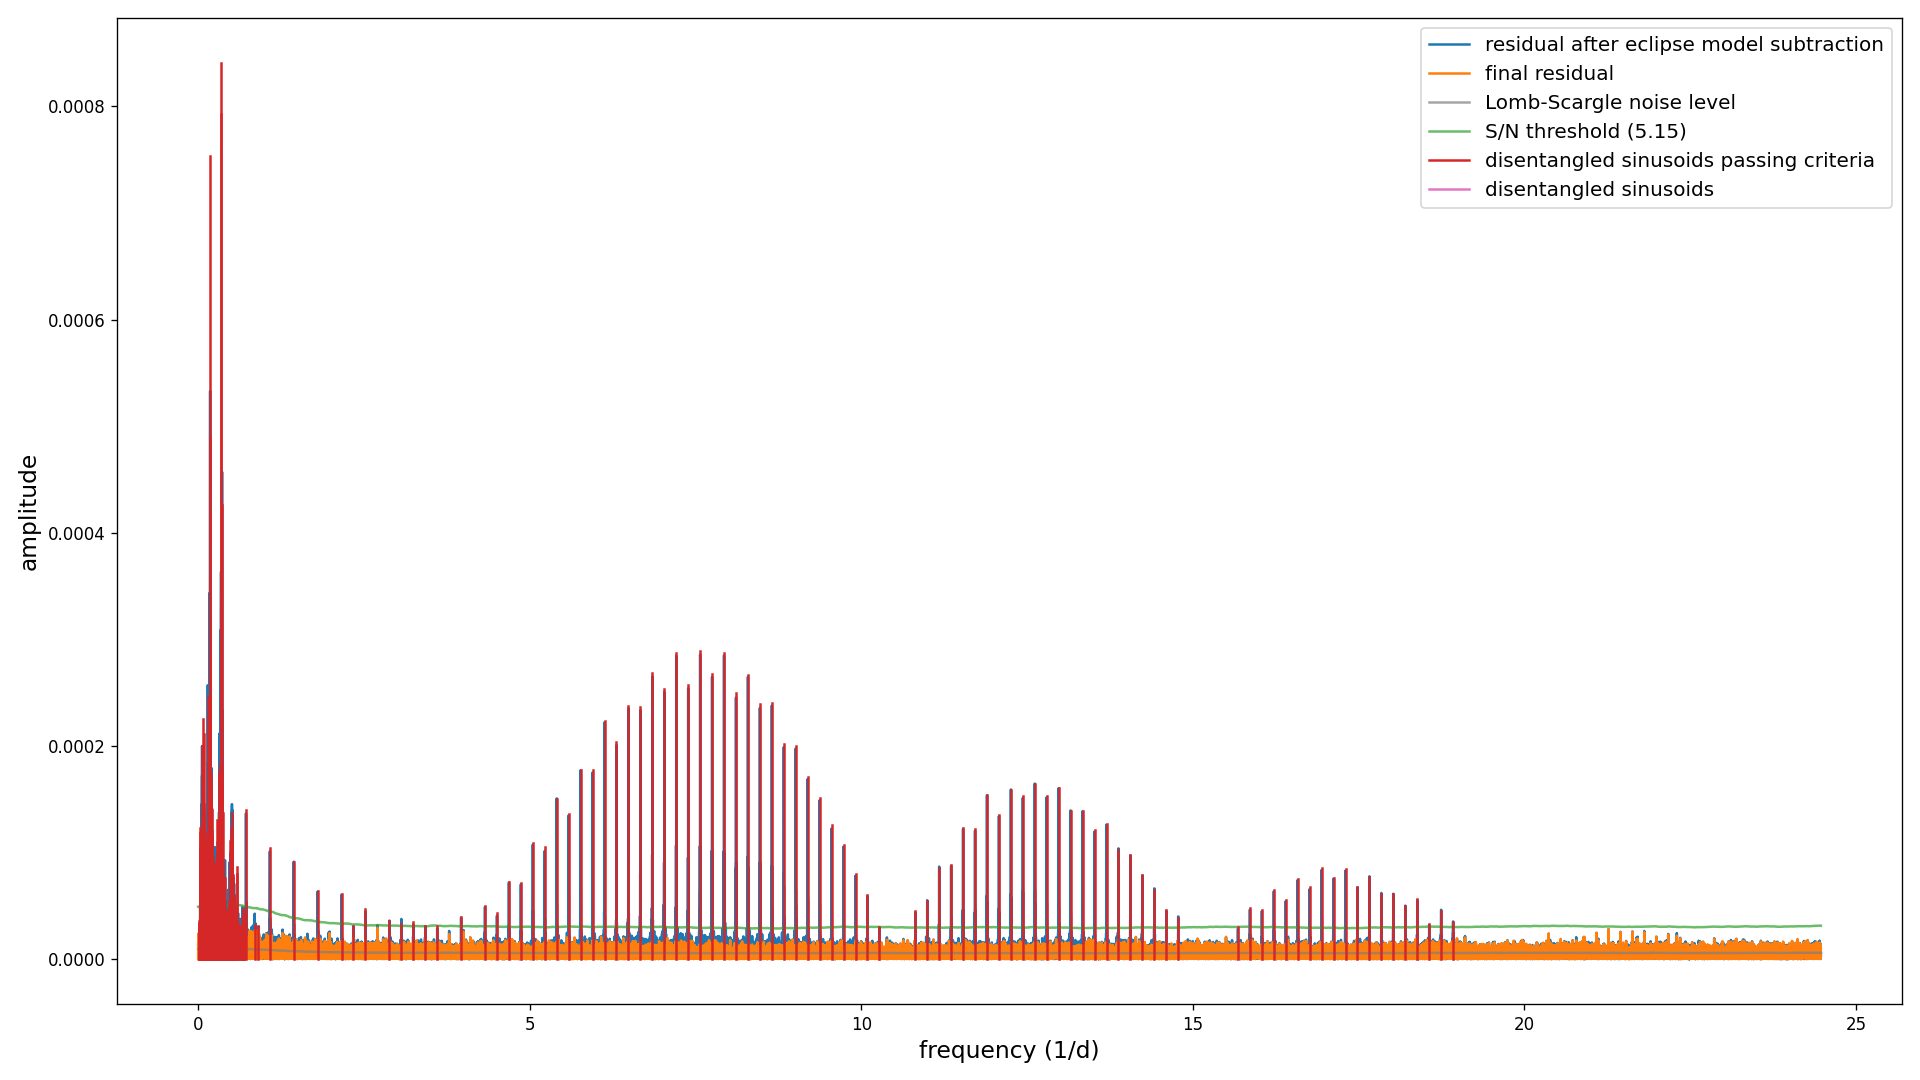 residual after eclipse model subtraction
final residual
Lomb-Scargle noise level
S/N threshold (5.15)
disentangled sinusoids passing criteria
disentangled sinusoids
0.0008
0.0006
0.0004
0.0002
0.0000
amplitude
0 5 10 15 20 25
frequency (1/d)